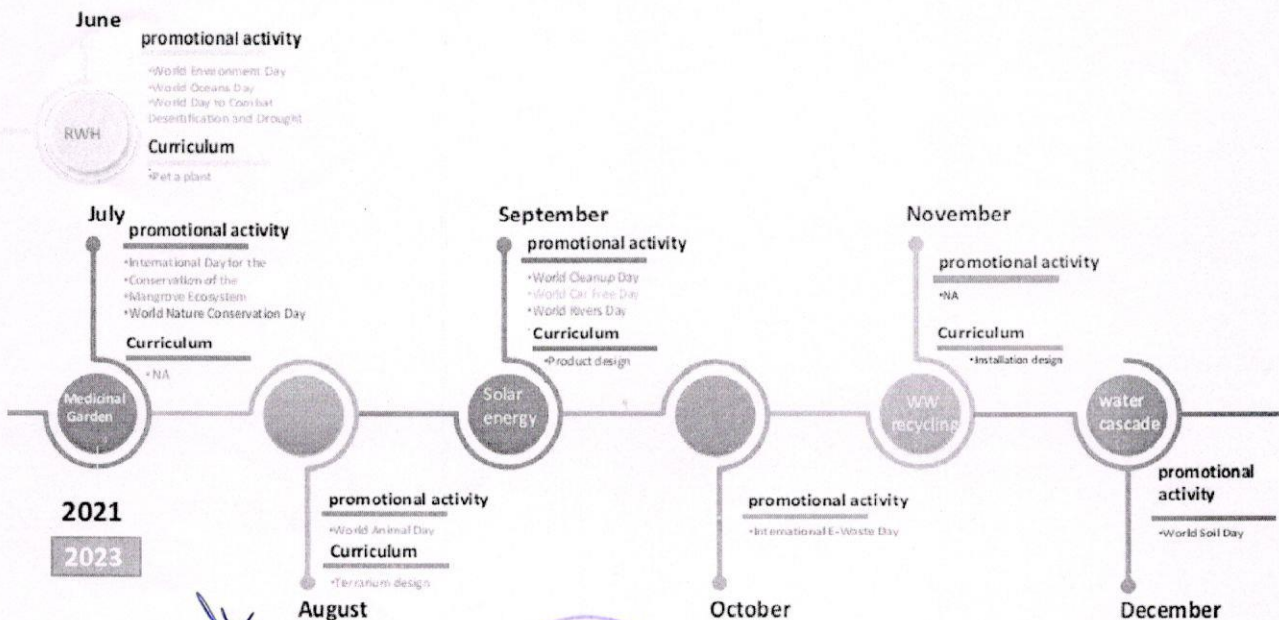 June
promotional activity
•World Environment Day
•World Oceans Day
•World Day to Combat
Desertification and Drought
RWH
Curriculum
•Pet a plant
July
promotional activity
•International Day for the
•Conservation of the
•Mangrove Ecosystem
•World Nature Conservation Day
Curriculum
•NA
Medicinal
Garden
September
promotional activity
•World Cleanup Day
•World Car Free Day
•World Rivers Day
Curriculum
•Product design
Solar
energy
November
promotional activity
•NA
Curriculum
•Installation design
WW
recycling
water
cascade
2021
2023
promotional activity
•World Animal Day
Curriculum
•Terrarium design
August
promotional activity
•International E-Waste Day
October
promotional
activity
•World Soil Day
December